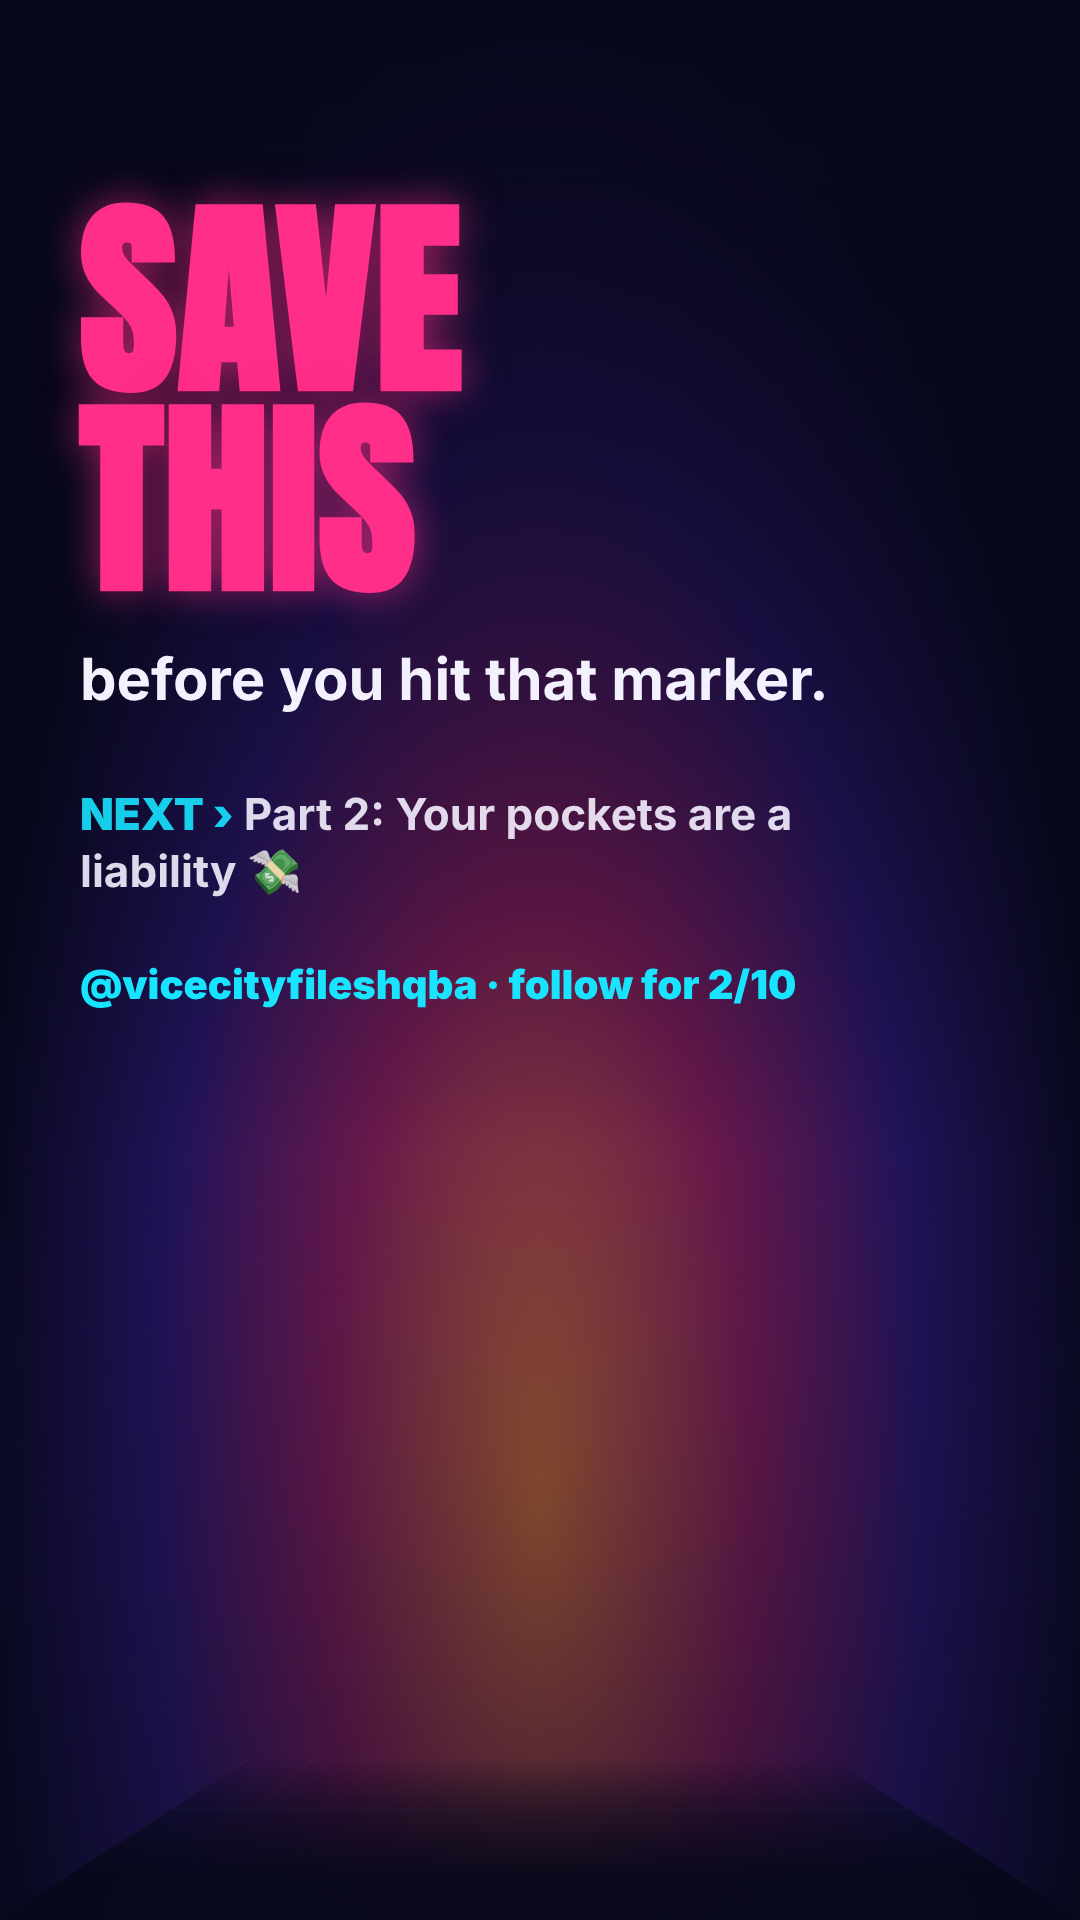 SAVE
THIS
before you hit that marker.
NEXT › Part 2: Your pockets are a
liability 💸
@vicecityfileshqba · follow for 2/10